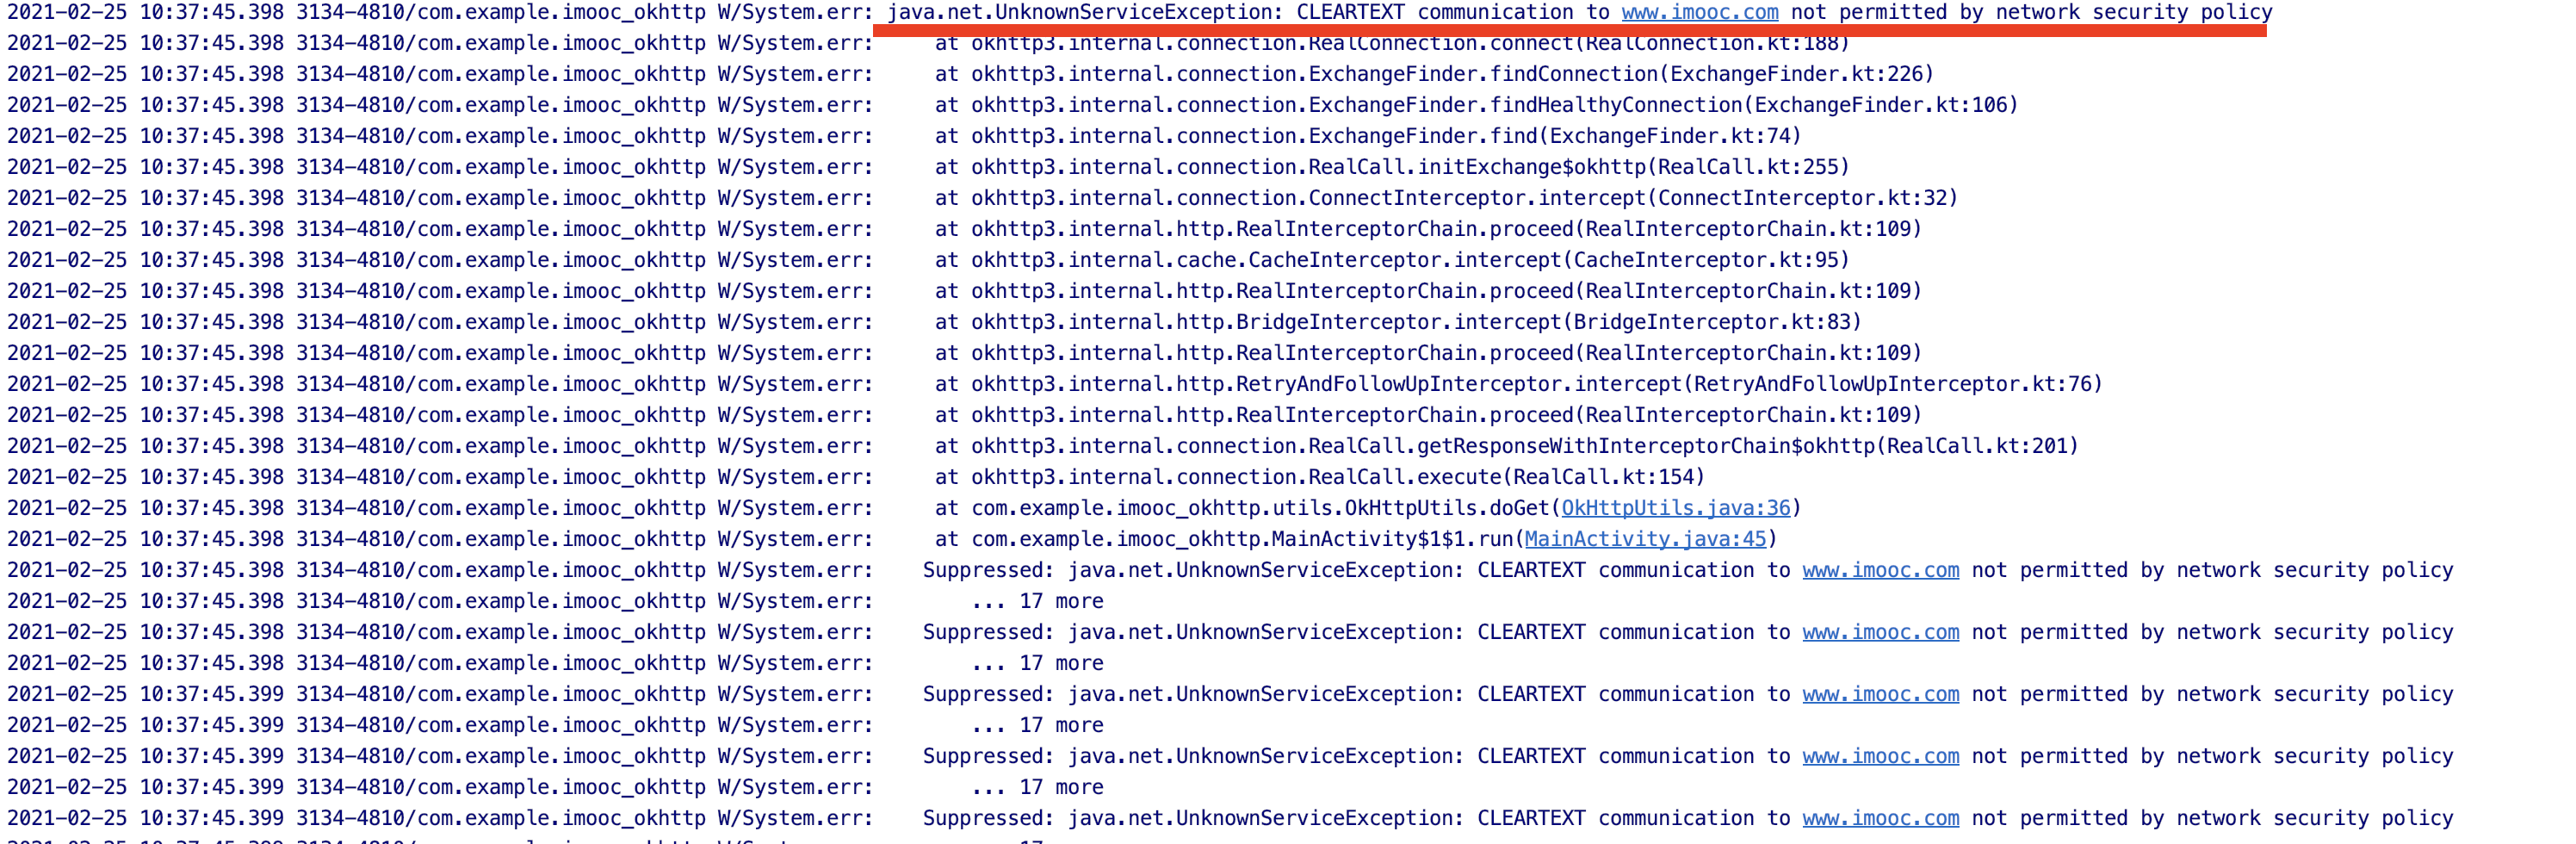 2021-02-25 10:37:45.398 3134-4810/com.example.imooc_okhttp W/System.err: java.net.UnknownServiceException: CLEARTEXT communication to www.imooc.com not permitted by network security policy
2021-02-25 10:37:45.398 3134-4810/com.example.imooc_okhttp W/System.err:     at okhttp3.internal.connection.RealConnection.connect(RealConnection.kt:188)
2021-02-25 10:37:45.398 3134-4810/com.example.imooc_okhttp W/System.err:     at okhttp3.internal.connection.ExchangeFinder.findConnection(ExchangeFinder.kt:226)
2021-02-25 10:37:45.398 3134-4810/com.example.imooc_okhttp W/System.err:     at okhttp3.internal.connection.ExchangeFinder.findHealthyConnection(ExchangeFinder.kt:106)
2021-02-25 10:37:45.398 3134-4810/com.example.imooc_okhttp W/System.err:     at okhttp3.internal.connection.ExchangeFinder.find(ExchangeFinder.kt:74)
2021-02-25 10:37:45.398 3134-4810/com.example.imooc_okhttp W/System.err:     at okhttp3.internal.connection.RealCall.initExchange$okhttp(RealCall.kt:255)
2021-02-25 10:37:45.398 3134-4810/com.example.imooc_okhttp W/System.err:     at okhttp3.internal.connection.ConnectInterceptor.intercept(ConnectInterceptor.kt:32)
2021-02-25 10:37:45.398 3134-4810/com.example.imooc_okhttp W/System.err:     at okhttp3.internal.http.RealInterceptorChain.proceed(RealInterceptorChain.kt:109)
2021-02-25 10:37:45.398 3134-4810/com.example.imooc_okhttp W/System.err:     at okhttp3.internal.cache.CacheInterceptor.intercept(CacheInterceptor.kt:95)
2021-02-25 10:37:45.398 3134-4810/com.example.imooc_okhttp W/System.err:     at okhttp3.internal.http.RealInterceptorChain.proceed(RealInterceptorChain.kt:109)
2021-02-25 10:37:45.398 3134-4810/com.example.imooc_okhttp W/System.err:     at okhttp3.internal.http.BridgeInterceptor.intercept(BridgeInterceptor.kt:83)
2021-02-25 10:37:45.398 3134-4810/com.example.imooc_okhttp W/System.err:     at okhttp3.internal.http.RealInterceptorChain.proceed(RealInterceptorChain.kt:109)
2021-02-25 10:37:45.398 3134-4810/com.example.imooc_okhttp W/System.err:     at okhttp3.internal.http.RetryAndFollowUpInterceptor.intercept(RetryAndFollowUpInterceptor.kt:76)
2021-02-25 10:37:45.398 3134-4810/com.example.imooc_okhttp W/System.err:     at okhttp3.internal.http.RealInterceptorChain.proceed(RealInterceptorChain.kt:109)
2021-02-25 10:37:45.398 3134-4810/com.example.imooc_okhttp W/System.err:     at okhttp3.internal.connection.RealCall.getResponseWithInterceptorChain$okhttp(RealCall.kt:201)
2021-02-25 10:37:45.398 3134-4810/com.example.imooc_okhttp W/System.err:     at okhttp3.internal.connection.RealCall.execute(RealCall.kt:154)
2021-02-25 10:37:45.398 3134-4810/com.example.imooc_okhttp W/System.err:     at com.example.imooc_okhttp.utils.OkHttpUtils.doGet(OkHttpUtils.java:36)
2021-02-25 10:37:45.398 3134-4810/com.example.imooc_okhttp W/System.err:     at com.example.imooc_okhttp.MainActivity$1$1.run(MainActivity.java:45)
2021-02-25 10:37:45.398 3134-4810/com.example.imooc_okhttp W/System.err:    Suppressed: java.net.UnknownServiceException: CLEARTEXT communication to www.imooc.com not permitted by network security policy
2021-02-25 10:37:45.398 3134-4810/com.example.imooc_okhttp W/System.err:        ... 17 more
2021-02-25 10:37:45.398 3134-4810/com.example.imooc_okhttp W/System.err:    Suppressed: java.net.UnknownServiceException: CLEARTEXT communication to www.imooc.com not permitted by network security policy
2021-02-25 10:37:45.398 3134-4810/com.example.imooc_okhttp W/System.err:        ... 17 more
2021-02-25 10:37:45.399 3134-4810/com.example.imooc_okhttp W/System.err:    Suppressed: java.net.UnknownServiceException: CLEARTEXT communication to www.imooc.com not permitted by network security policy
2021-02-25 10:37:45.399 3134-4810/com.example.imooc_okhttp W/System.err:        ... 17 more
2021-02-25 10:37:45.399 3134-4810/com.example.imooc_okhttp W/System.err:    Suppressed: java.net.UnknownServiceException: CLEARTEXT communication to www.imooc.com not permitted by network security policy
2021-02-25 10:37:45.399 3134-4810/com.example.imooc_okhttp W/System.err:        ... 17 more
2021-02-25 10:37:45.399 3134-4810/com.example.imooc_okhttp W/System.err:    Suppressed: java.net.UnknownServiceException: CLEARTEXT communication to www.imooc.com not permitted by network security policy